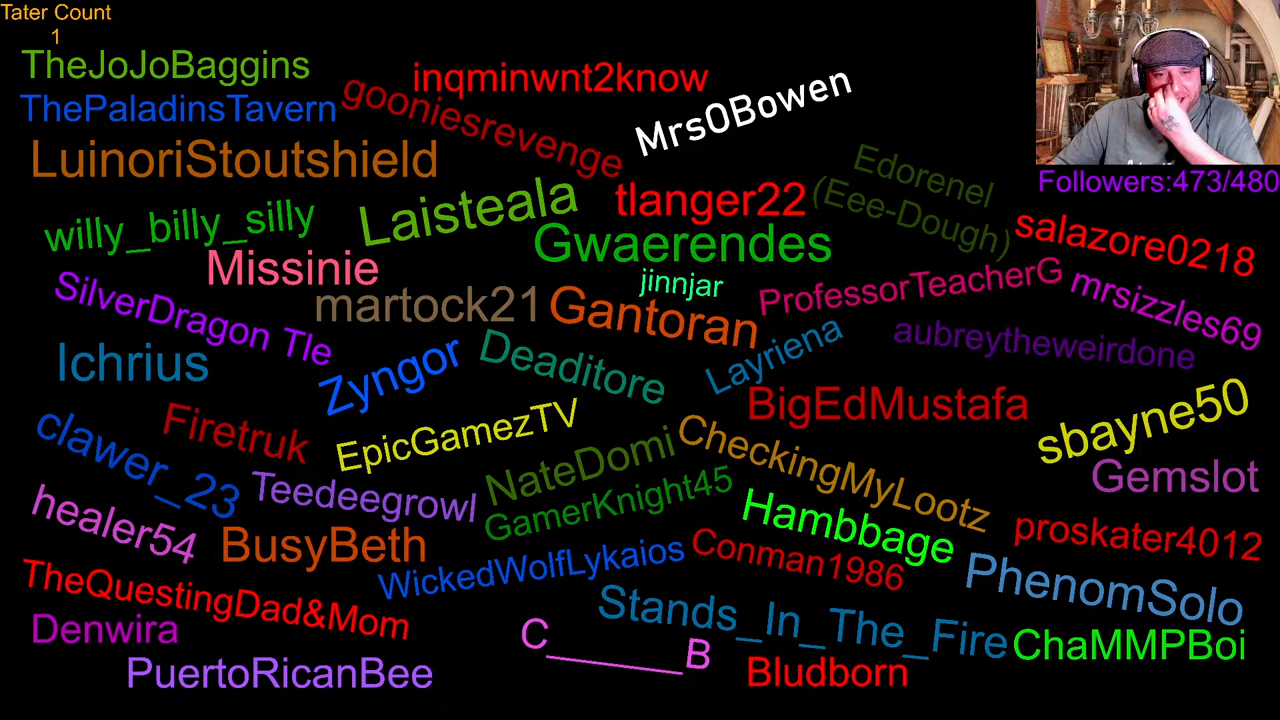 Tater Count
1
TheJoJoBaggins
inqminwnt2know
gooniesrevenge
MrsOBowen
ThePaladinsTavern
LuinoriStoutshield
Edorenel
(Eee-Dough)
Followers:473/480
willy_billy_silly
Laisteala
tlanger22
Gwaerendes
salazore0218
Missinie
jinnjar
ProfessorTeacherG
mrsizzles69
SilverDragon Tle
martock21
Gantoran
Layriena
aubreytheweirdone
Ichrius
Zyngor
Deaditore
BigEdMustafa
sbayne50
clawer_23
Firetruk
EpicGamezTV
NateDomi
CheckingMyLootz
Gemslot
healer54
Teedeegrowl
GamerKnight45
Hambbage
proskater4012
BusyBeth
WickedWolfLykaios
Conman1986
PhenomSolo
TheQuestingDad&Mom
Stands_In_The_Fire
Denwira
C______B
ChaMMPBoi
PuertoRicanBee
Bludborn